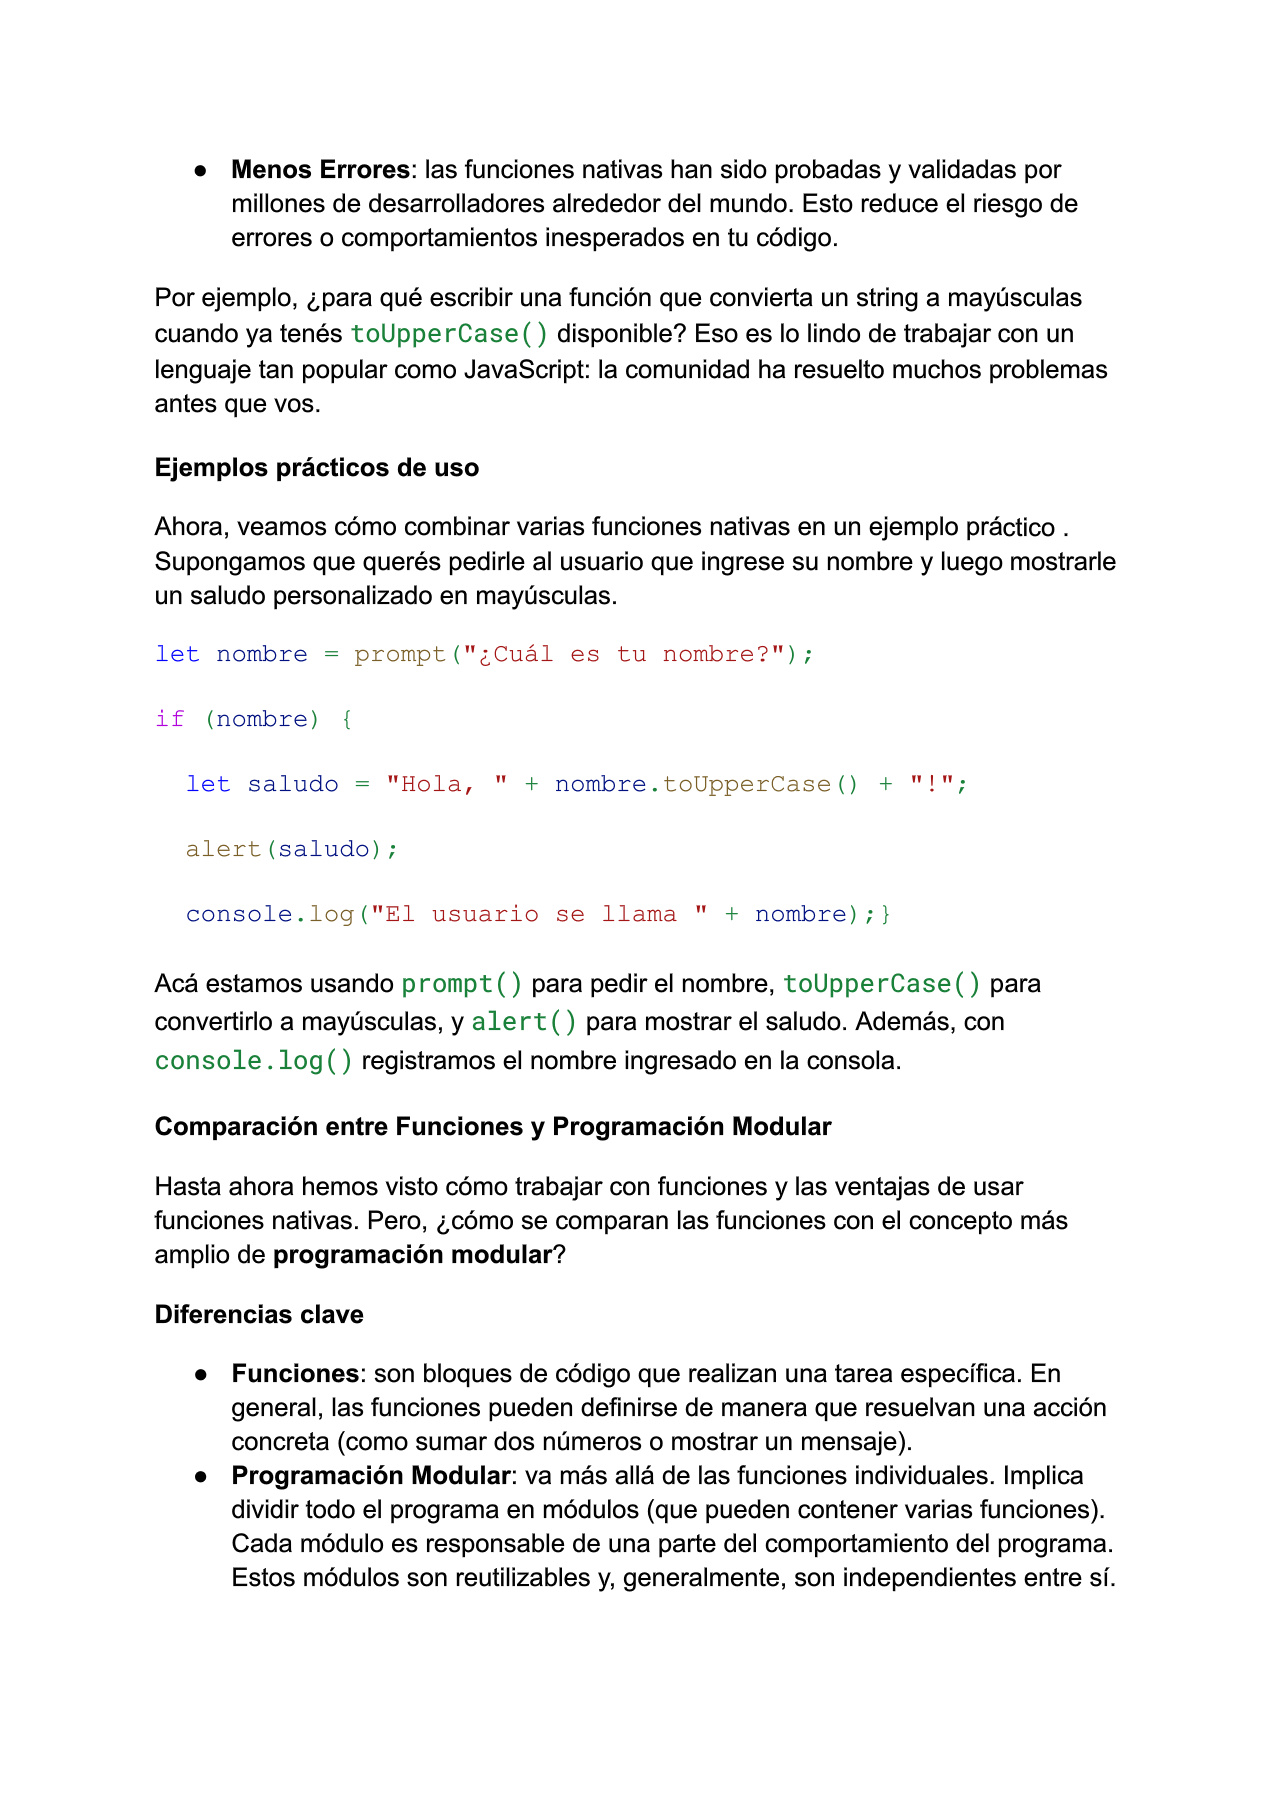 ● Menos Errores: las funciones nativas han sido probadas y validadas por
millones de desarrolladores alrededor del mundo. Esto reduce el riesgo de
errores o comportamientos inesperados en tu código.
Por ejemplo, ¿para qué escribir una función que convierta un string a mayúsculas
cuando ya tenés toUpperCase() disponible? Eso es lo lindo de trabajar con un
lenguaje tan popular como JavaScript: la comunidad ha resuelto muchos problemas
antes que vos.
Ejemplos prácticos de uso
Ahora, veamos cómo combinar varias funciones nativas en un ejemplo práctico .
Supongamos que querés pedirle al usuario que ingrese su nombre y luego mostrarle
un saludo personalizado en mayúsculas.
let nombre = prompt("¿Cuál es tu nombre?");
if (nombre) {
  let saludo = "Hola, " + nombre.toUpperCase() + "!";
  alert(saludo);
  console.log("El usuario se llama " + nombre);}
Acá estamos usando prompt() para pedir el nombre, toUpperCase() para
convertirlo a mayúsculas, y alert() para mostrar el saludo. Además, con
console.log() registramos el nombre ingresado en la consola.
Comparación entre Funciones y Programación Modular
Hasta ahora hemos visto cómo trabajar con funciones y las ventajas de usar
funciones nativas. Pero, ¿cómo se comparan las funciones con el concepto más
amplio de programación modular?
Diferencias clave
● Funciones: son bloques de código que realizan una tarea específica. En
general, las funciones pueden definirse de manera que resuelvan una acción
concreta (como sumar dos números o mostrar un mensaje).
● Programación Modular: va más allá de las funciones individuales. Implica
dividir todo el programa en módulos (que pueden contener varias funciones).
Cada módulo es responsable de una parte del comportamiento del programa.
Estos módulos son reutilizables y, generalmente, son independientes entre sí.